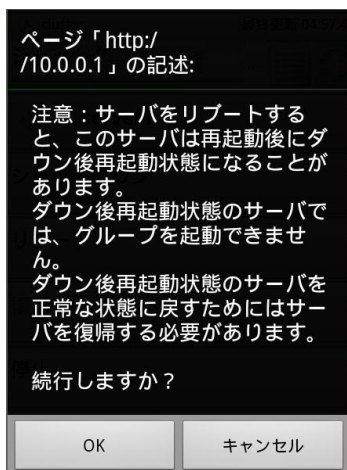 ページ「http:/
/10.0.0.1」の記述:
注意：サーバをリブートする
と、このサーバは再起動後にダ
ウン後再起動状態になることが
あります。
ダウン後再起動状態のサーバで
は、グループを起動できませ
ん。
ダウン後再起動状態のサーバを
正常な状態に戻すためにはサー
バを復帰する必要があります。
続行しますか？
OK
キャンセル